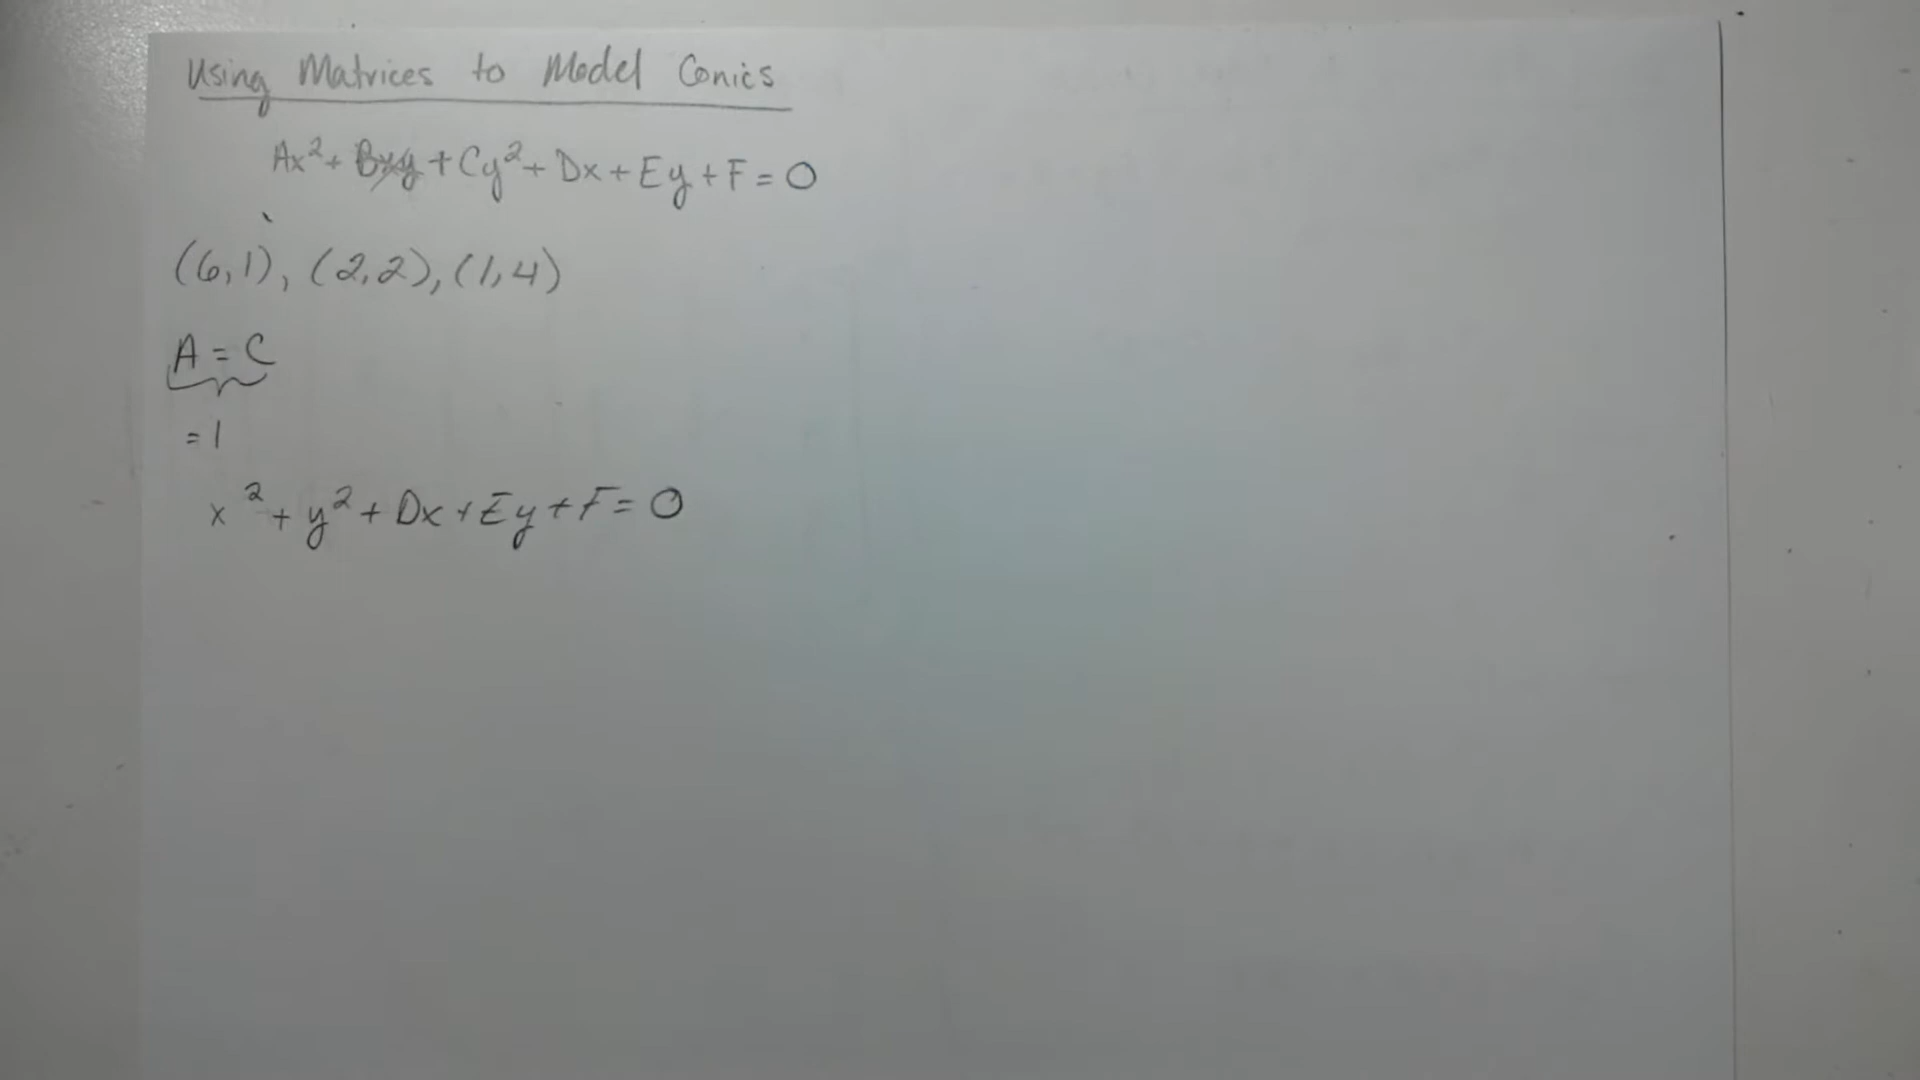 Using Matrices to Model Conics
Ax² + Bxy + Cy² + Dx + Ey + F = 0
(6,1), (2,2), (1,4)
A = C
= 1
x² + y² + Dx + Ey + F = 0